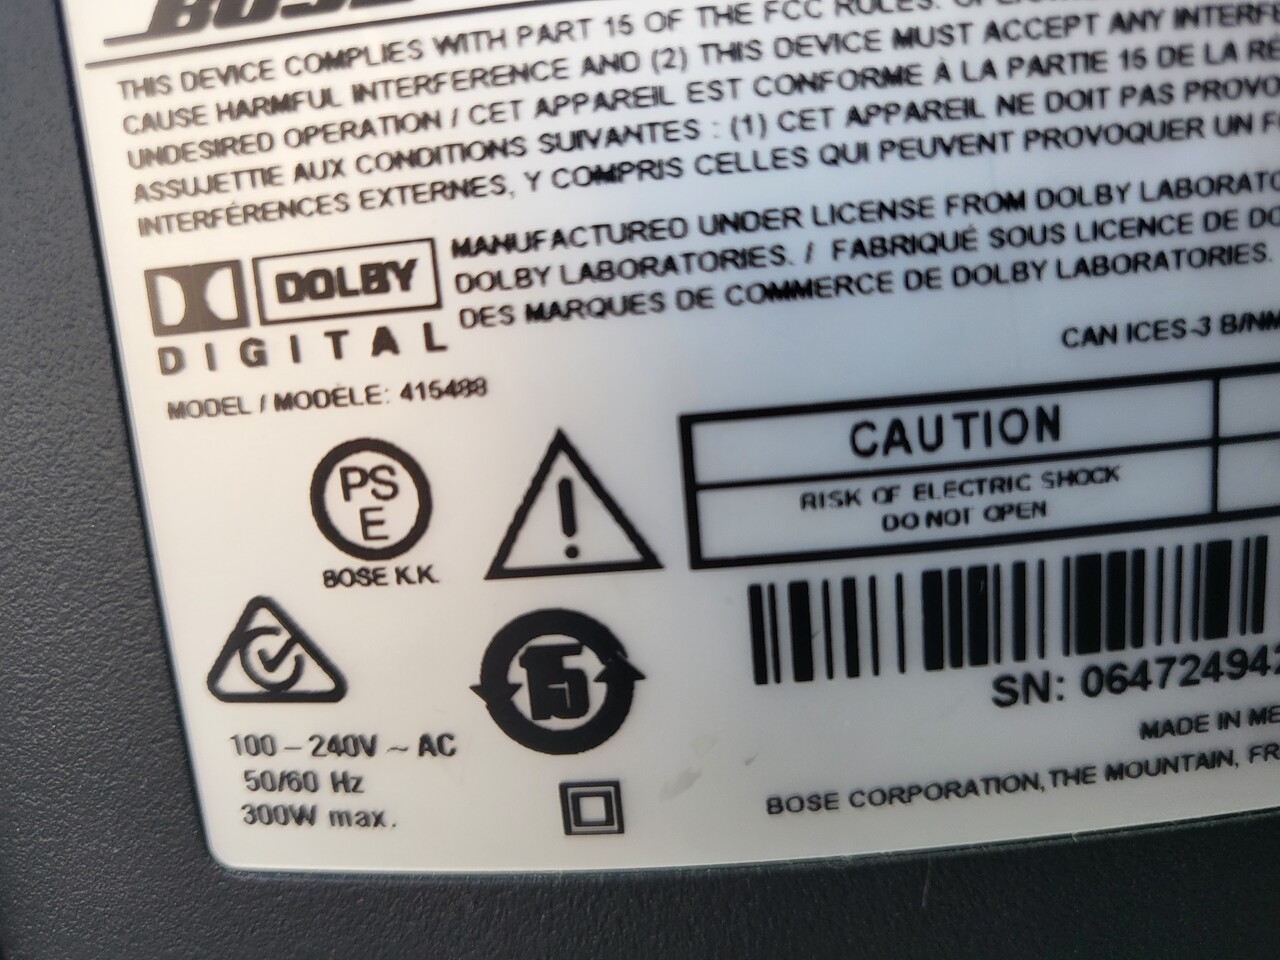 BOSE
THIS DEVICE COMPLIES WITH PART 15 OF THE FCC RULES.
CAUSE HARMFUL INTERFERENCE AND (2) THIS DEVICE MUST ACCEPT ANY
UNDESIRED OPERATION / CET APPAREIL EST CONFORME À LA PARTIE 15 DE LA
ASSUJETTIE AUX CONDITIONS SUIVANTES : (1) CET APPAREIL NE DOIT PAS
INTERFÉRENCES EXTERNES, Y COMPRIS CELLES QUI PEUVENT PROVOQUER UN
MANUFACTURED UNDER LICENSE FROM DOLBY
DOLBY LABORATORIES. / FABRIQUÉ SOUS LICENCE DE
DES MARQUES DE COMMERCE DE DOLBY LABORATORIES.
DOLBY
DIGITAL
CAN ICES-3
MODEL / MODÈLE: 415488
CAUTION
RISK OF ELECTRIC SHOCK
DO NOT OPEN
PS
E
BOSE K.K.
15
SN: 06472494
MADE IN
BOSE CORPORATION, THE MOUNTAIN,
100 – 240V ~ AC
50/60 Hz
300W max.